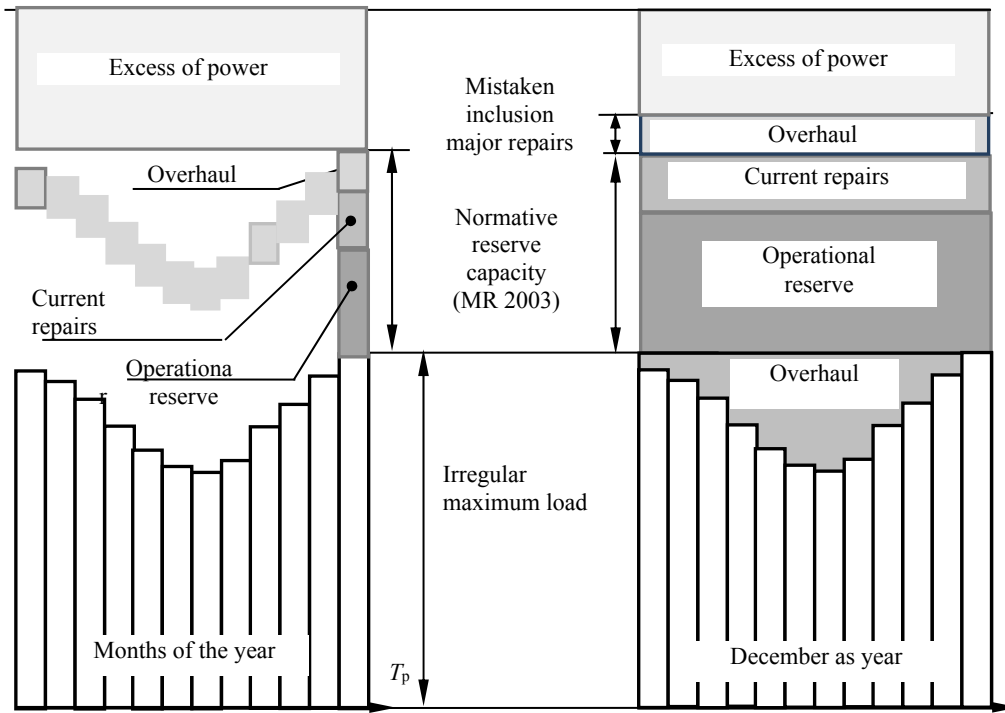 Excess of power
Overhaul
Current
repairs
Operationa
r
reserve
Months of the year
Mistaken
inclusion
major repairs
Normative
reserve
capacity
(MR 2003)
Irregular
maximum load
Tp
Excess of power
Overhaul
Current repairs
Operational
reserve
Overhaul
December as year